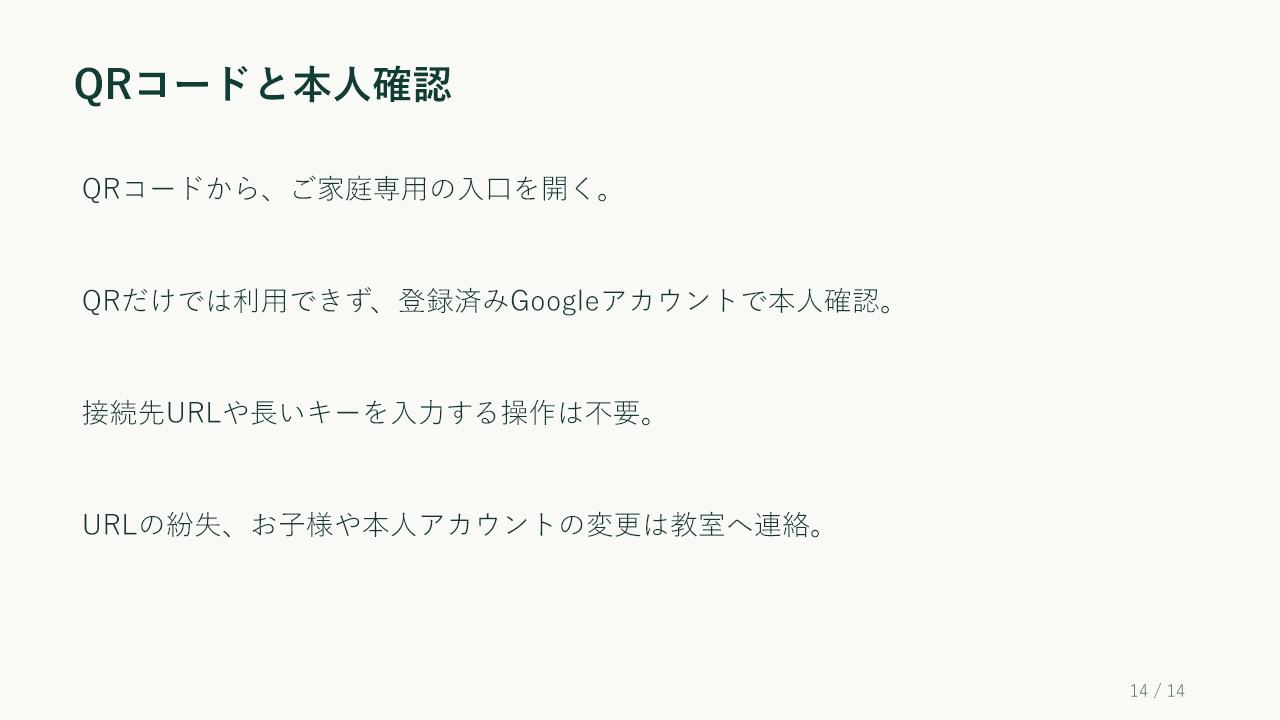 QRコードと本人確認
QRコードから、ご家庭専用の入口を開く。
QRだけでは利用できず、登録済みGoogleアカウントで本人確認。
接続先URLや長いキーを入力する操作は不要。
URLの紛失、お子様や本人アカウントの変更は教室へ連絡。
14 / 14